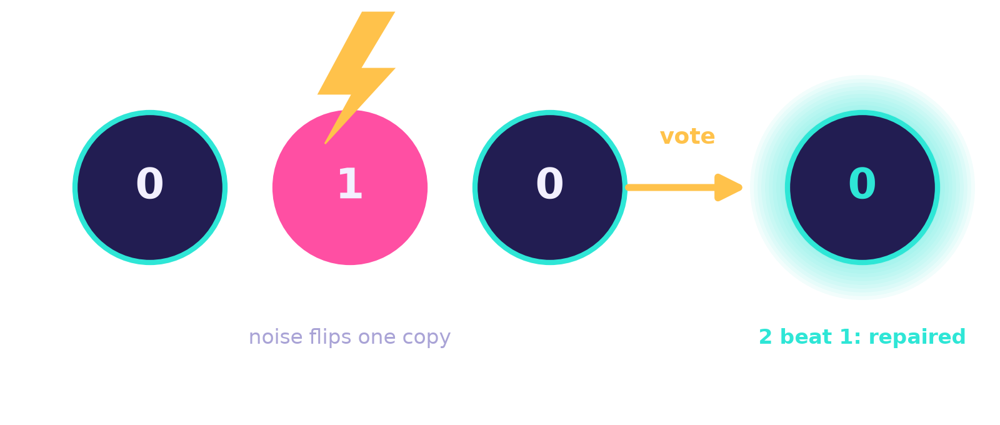 vote
0 1 0 0
noise flips one copy
2 beat 1: repaired